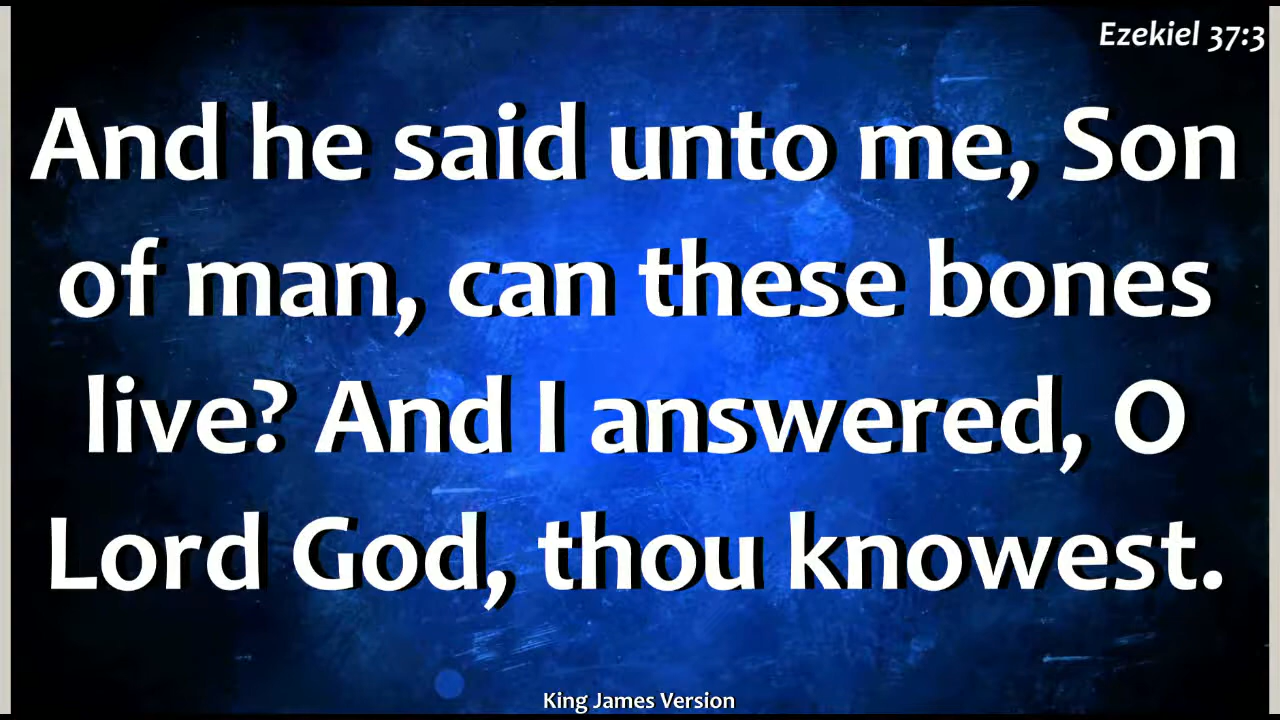 Ezekiel 37:3
And he said unto me, Son
of man, can these bones
live? And I answered, O
Lord God, thou knowest.
King James Version